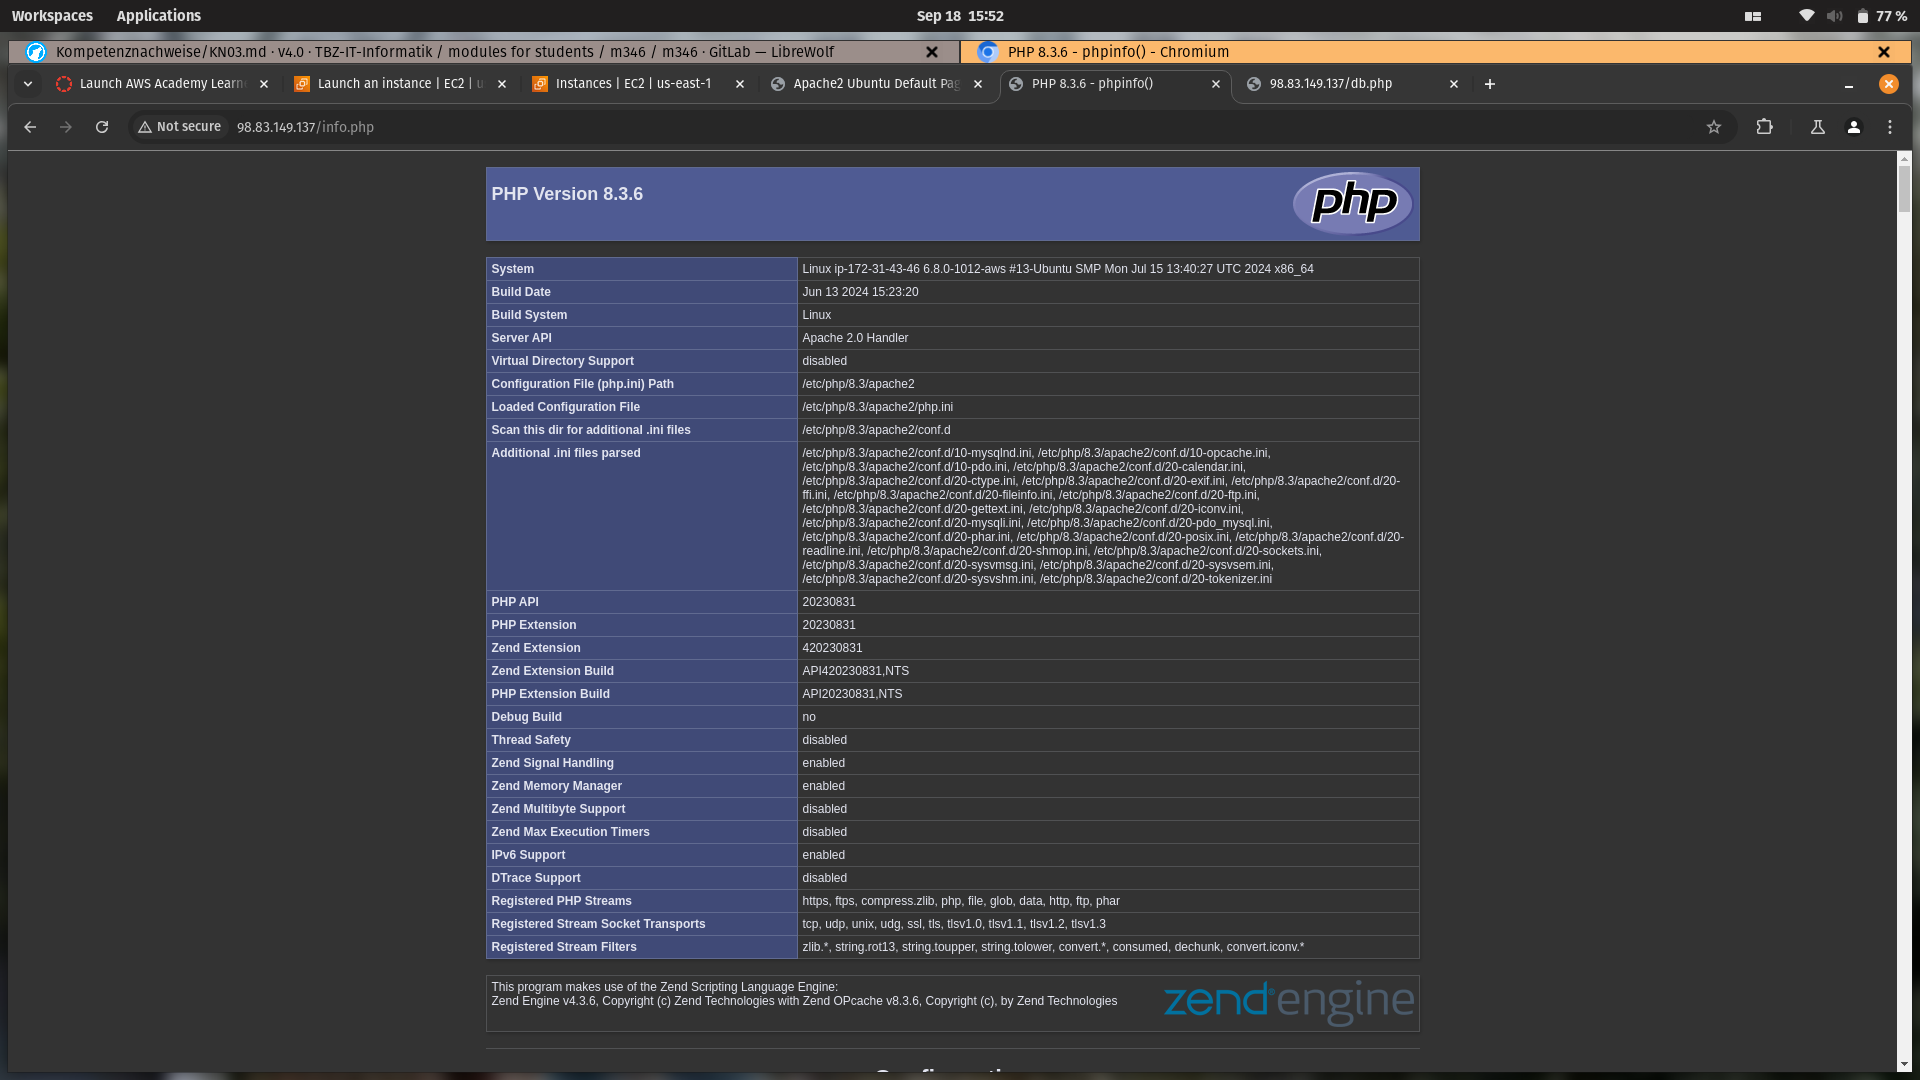 Workspaces Applications Sep 18 15:52 77 %
Kompetenznachweise/KN03.md · v4.0 · TBZ-IT-Informatik / modules for students / m346 / m346 · GitLab — LibreWolf PHP 8.3.6 - phpinfo() - Chromium
Launch AWS Academy Learn Launch an instance | EC2 | u Instances | EC2 | us-east-1 Apache2 Ubuntu Default Pag PHP 8.3.6 - phpinfo() 98.83.149.137/db.php
Not secure 98.83.149.137/info.php
PHP Version 8.3.6 php
System Linux ip-172-31-43-46 6.8.0-1012-aws #13-Ubuntu SMP Mon Jul 15 13:40:27 UTC 2024 x86_64
Build Date Jun 13 2024 15:23:20
Build System Linux
Server API Apache 2.0 Handler
Virtual Directory Support disabled
Configuration File (php.ini) Path /etc/php/8.3/apache2
Loaded Configuration File /etc/php/8.3/apache2/php.ini
Scan this dir for additional .ini files /etc/php/8.3/apache2/conf.d
Additional .ini files parsed /etc/php/8.3/apache2/conf.d/10-mysqlnd.ini, /etc/php/8.3/apache2/conf.d/10-opcache.ini,
/etc/php/8.3/apache2/conf.d/10-pdo.ini, /etc/php/8.3/apache2/conf.d/20-calendar.ini,
/etc/php/8.3/apache2/conf.d/20-ctype.ini, /etc/php/8.3/apache2/conf.d/20-exif.ini, /etc/php/8.3/apache2/conf.d/20-
ffi.ini, /etc/php/8.3/apache2/conf.d/20-fileinfo.ini, /etc/php/8.3/apache2/conf.d/20-ftp.ini,
/etc/php/8.3/apache2/conf.d/20-gettext.ini, /etc/php/8.3/apache2/conf.d/20-iconv.ini,
/etc/php/8.3/apache2/conf.d/20-mysqli.ini, /etc/php/8.3/apache2/conf.d/20-pdo_mysql.ini,
/etc/php/8.3/apache2/conf.d/20-phar.ini, /etc/php/8.3/apache2/conf.d/20-posix.ini, /etc/php/8.3/apache2/conf.d/20-
readline.ini, /etc/php/8.3/apache2/conf.d/20-shmop.ini, /etc/php/8.3/apache2/conf.d/20-sockets.ini,
/etc/php/8.3/apache2/conf.d/20-sysvmsg.ini, /etc/php/8.3/apache2/conf.d/20-sysvsem.ini,
/etc/php/8.3/apache2/conf.d/20-sysvshm.ini, /etc/php/8.3/apache2/conf.d/20-tokenizer.ini
PHP API 20230831
PHP Extension 20230831
Zend Extension 420230831
Zend Extension Build API420230831,NTS
PHP Extension Build API20230831,NTS
Debug Build no
Thread Safety disabled
Zend Signal Handling enabled
Zend Memory Manager enabled
Zend Multibyte Support disabled
Zend Max Execution Timers disabled
IPv6 Support enabled
DTrace Support disabled
Registered PHP Streams https, ftps, compress.zlib, php, file, glob, data, http, ftp, phar
Registered Stream Socket Transports tcp, udp, unix, udg, ssl, tls, tlsv1.0, tlsv1.1, tlsv1.2, tlsv1.3
Registered Stream Filters zlib.*, string.rot13, string.toupper, string.tolower, convert.*, consumed, dechunk, convert.iconv.*
This program makes use of the Zend Scripting Language Engine:
Zend Engine v4.3.6, Copyright (c) Zend Technologies with Zend OPcache v8.3.6, Copyright (c), by Zend Technologies
zend engine